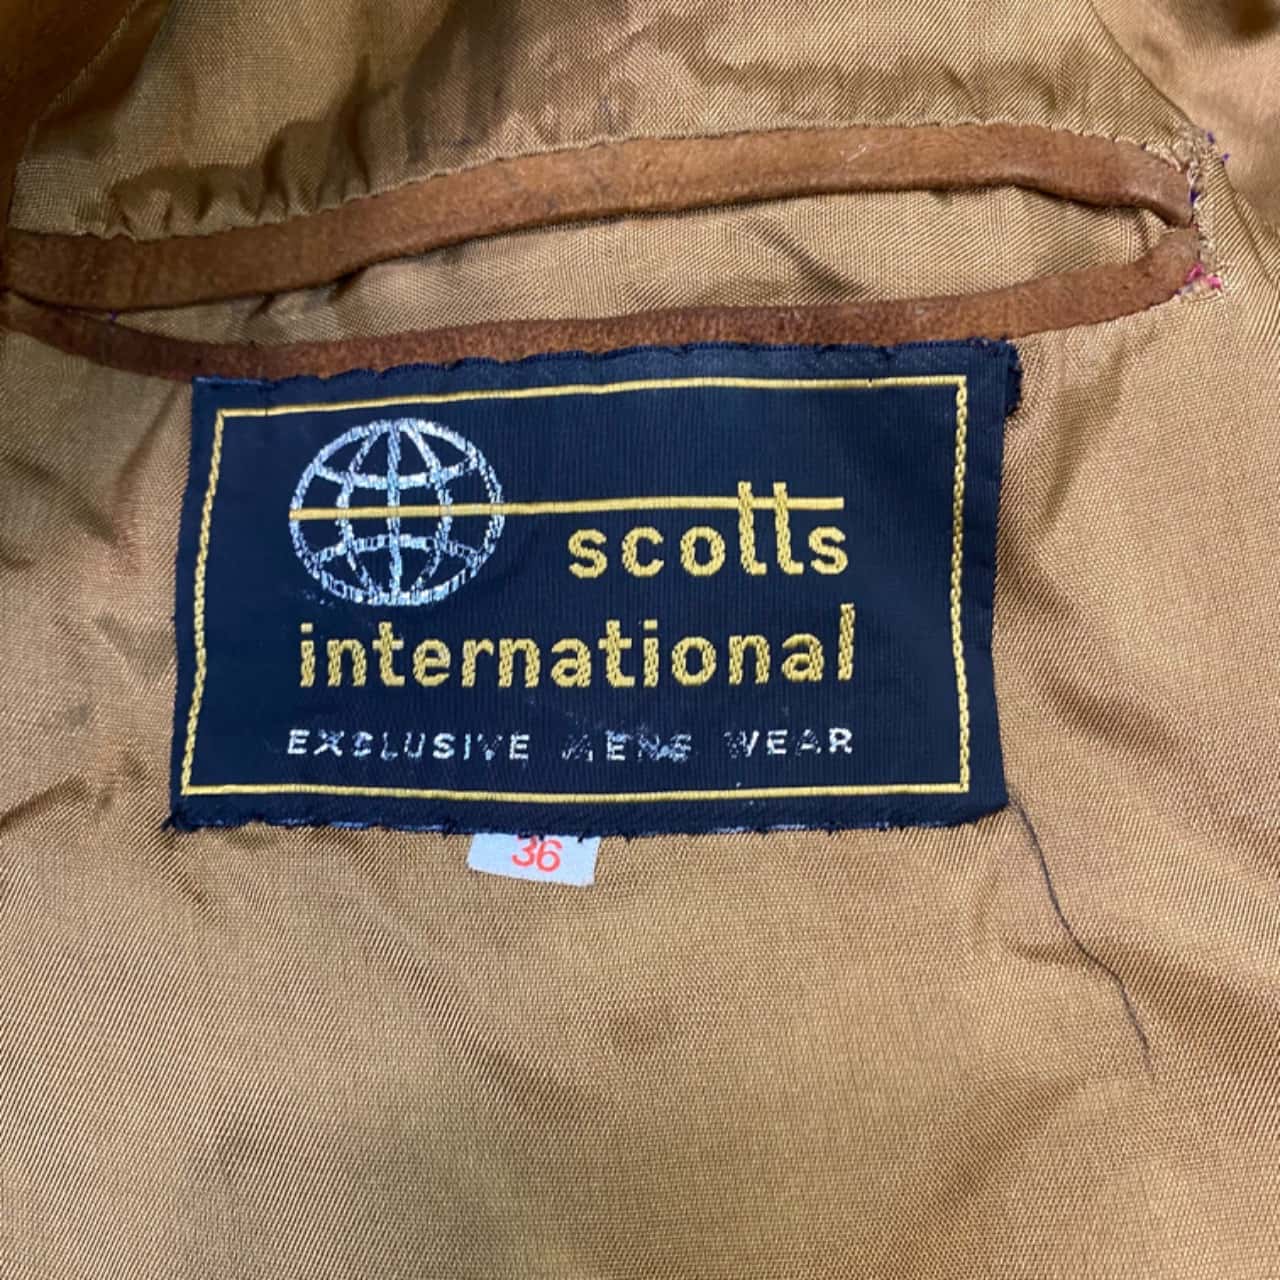 scotts
international
EXCLUSIVE MENS WEAR
36